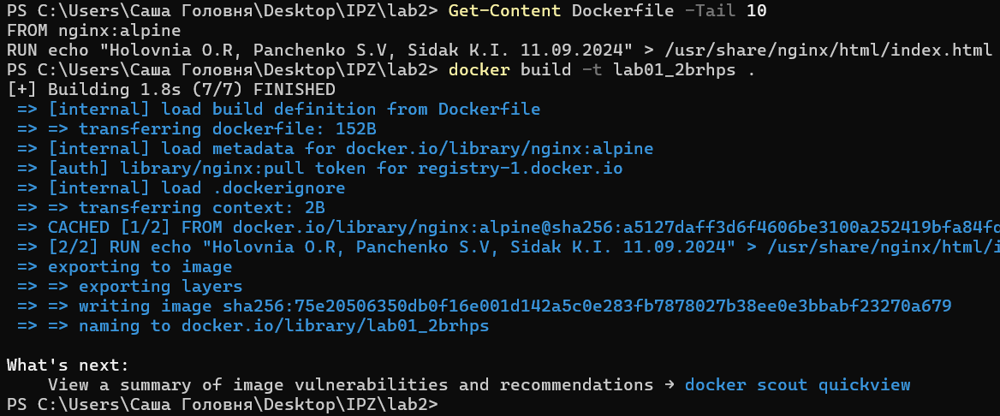 PS C:\Users\Саша Головня\Desktop\IPZ\lab2> Get-Content Dockerfile -Tail 10
FROM nginx:alpine
RUN echo "Holovnia O.R, Panchenko S.V, Sidak K.I. 11.09.2024" > /usr/share/nginx/html/index.html
PS C:\Users\Саша Головня\Desktop\IPZ\lab2> docker build -t lab01_2brhps .
[+] Building 1.8s (7/7) FINISHED
=> [internal] load build definition from Dockerfile
=> => transferring dockerfile: 152B
=> [internal] load metadata for docker.io/library/nginx:alpine
=> [auth] library/nginx:pull token for registry-1.docker.io
=> [internal] load .dockerignore
=> => transferring context: 2B
=> CACHED [1/2] FROM docker.io/library/nginx:alpine@sha256:a5127daff3d6f4606be3100a252419bfa84fd
=> [2/2] RUN echo "Holovnia O.R, Panchenko S.V, Sidak K.I. 11.09.2024" > /usr/share/nginx/html/i
=> exporting to image
=> => exporting layers
=> => writing image sha256:75e20506350db0f16e001d142a5c0e283fb7878027b38ee0e3bbabf23270a679
=> => naming to docker.io/library/lab01_2brhps
What's next:
View a summary of image vulnerabilities and recommendations → docker scout quickview
PS C:\Users\Саша Головня\Desktop\IPZ\lab2>